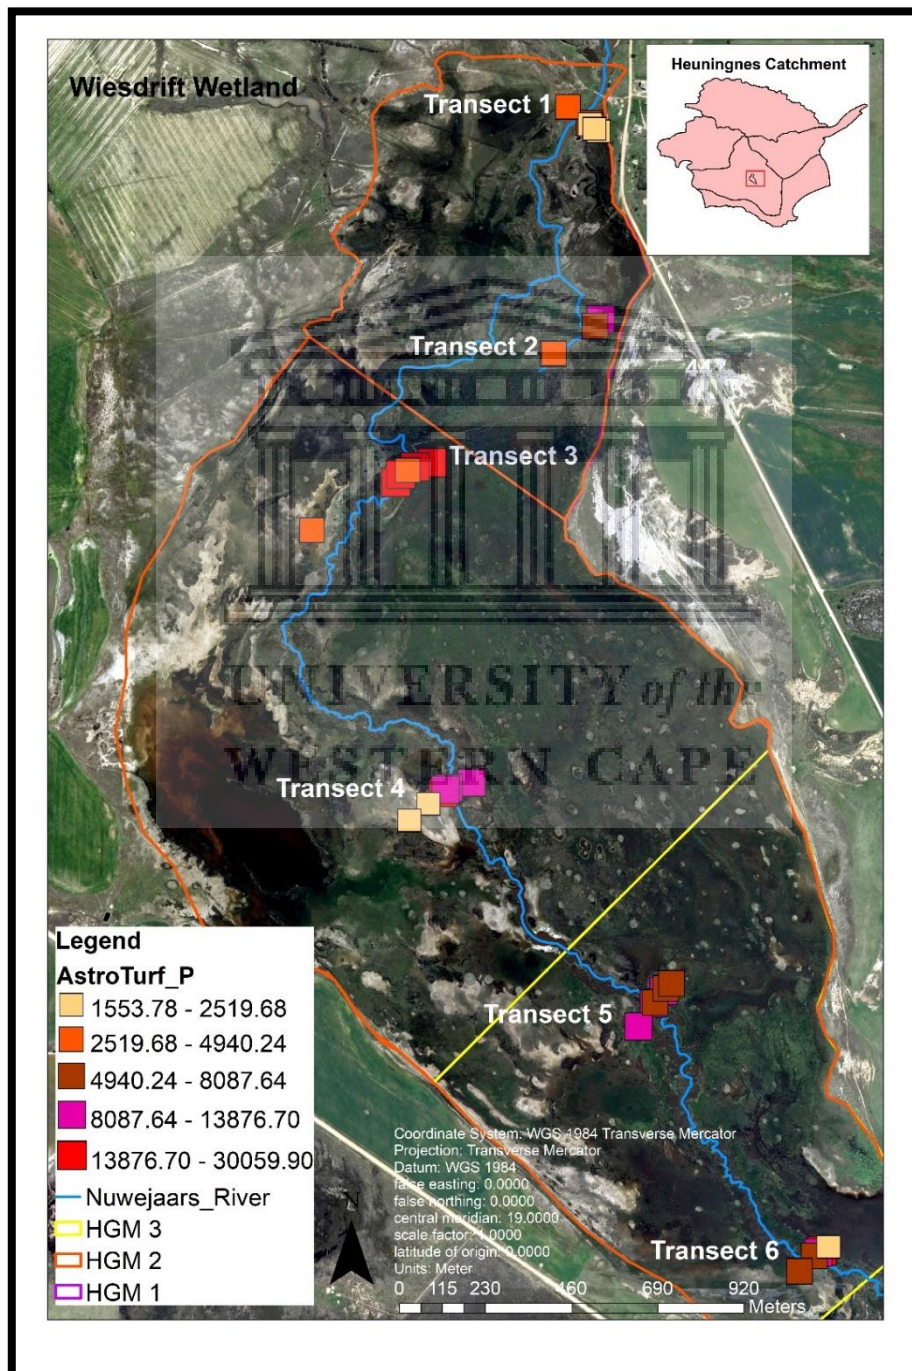 Wiesdrift Wetland
Heuningnes Catchment
Transect 1
Transect 2
Transect 3
UNIVERSITY of the
WESTERN CAPE
Transect 4
Transect 5
Transect 6
Legend
AstroTurf_P
1553.78 - 2519.68
2519.68 - 4940.24
4940.24 - 8087.64
8087.64 - 13876.70
13876.70 - 30059.90
Nuwejaars_River
HGM 3
HGM 2
HGM 1
Coordinate System: WGS 1984 Transverse Mercator
Projection: Transverse Mercator
Datum: WGS 1984
false easting: 0.0000
false northing: 0.0000
central meridian: 19.0000
scale factor: 1.0000
latitude of origin: 0.0000
Units: Meter
N
0 115 230 460 690 920
Meters